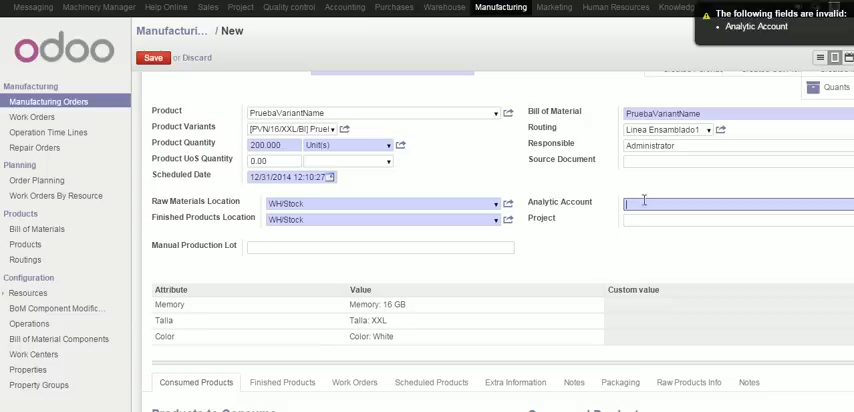 Messaging Machinery Manager Help Online Sales Project Quality control Accounting Purchases Warehouse Manufacturing Marketing Human Resources Knowledg
The following fields are invalid:
• Analytic Account
odoo
Manufacturi... / New
Save or Discard
Quants
Manufacturing
Manufacturing Orders
Work Orders
Operation Time Lines
Repair Orders
Planning
Order Planning
Work Orders By Resource
Products
Bill of Materials
Products
Routings
Configuration
Resources
BoM Component Modific...
Operations
Bill of Material Components
Work Centers
Properties
Property Groups
Product PruebaVariantName
Product Variants [PVN/16/XXL/Bl] Pruel
Product Quantity 200.000 Unit(s)
Product UoS Quantity 0.00
Scheduled Date 12/31/2014 12:10:27
Bill of Material PruebaVariantName
Routing Linea Ensamblado1
Responsible Administrator
Source Document
Raw Materials Location WH/Stock
Finished Products Location WH/Stock
Analytic Account
Project
Manual Production Lot
Attribute Value Custom value
Memory Memory: 16 GB
Talla Talla: XXL
Color Color: White
Consumed Products Finished Products Work Orders Scheduled Products Extra Information Notes Packaging Raw Products Info Notes